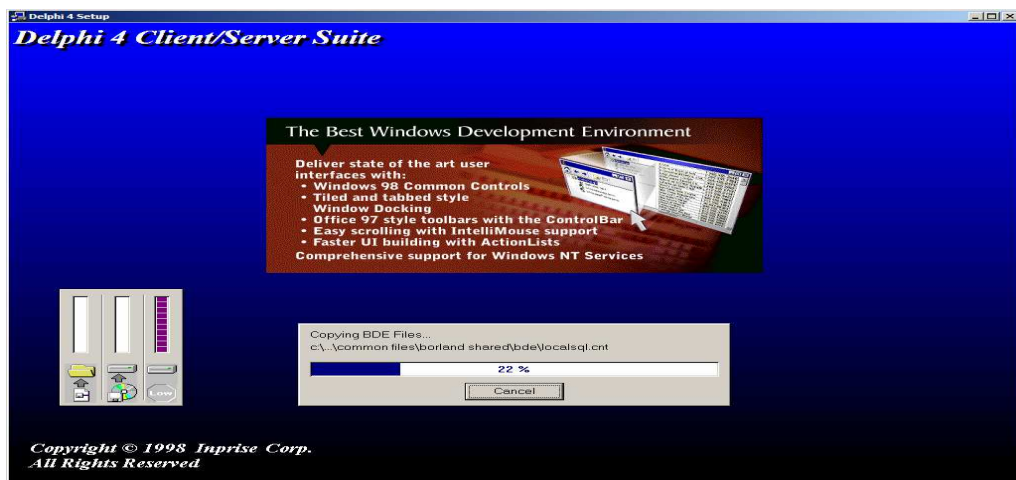 Delphi 4 Setup
Delphi 4 Client/Server Suite
The Best Windows Development Environment
Deliver state of the art user
interfaces with:
• Windows 98 Common Controls
• Tiled and tabbed style
Window Docking
• Office 97 style toolbars with the ControlBar
• Easy scrolling with IntelliMouse support
• Faster UI building with ActionLists
Comprehensive support for Windows NT Services
Copying BDE Files...
c:\...\common files\borland shared\bde\localsql.cnt
22 %
Cancel
Low
Copyright © 1998 Inprise Corp.
All Rights Reserved